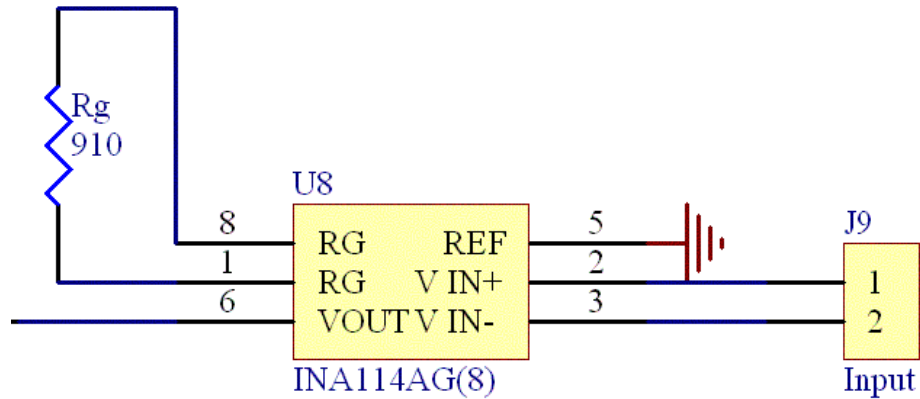 Rg
910
U8
8 RG REF 5
1 RG V IN+ 2
6 VOUT V IN- 3
INA114AG(8)
J9
1
2
Input